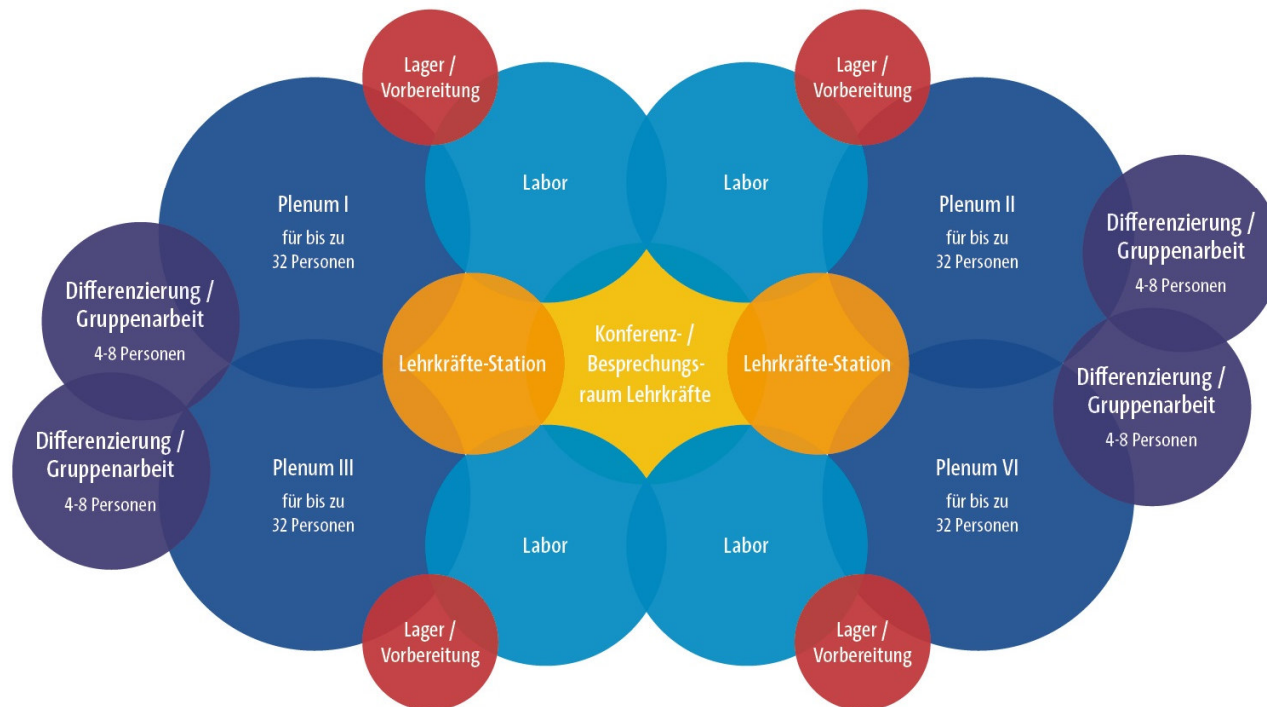 Lager /
Vorbereitung
Lager /
Vorbereitung
Labor
Labor
Plenum I
für bis zu
32 Personen
Plenum II
für bis zu
32 Personen
Differenzierung /
Gruppenarbeit
4-8 Personen
Differenzierung /
Gruppenarbeit
4-8 Personen
Lehrkräfte-Station
Konferenz- /
Besprechungs-
raum Lehrkräfte
Lehrkräfte-Station
Differenzierung /
Gruppenarbeit
4-8 Personen
Differenzierung /
Gruppenarbeit
4-8 Personen
Plenum III
für bis zu
32 Personen
Plenum VI
für bis zu
32 Personen
Labor
Labor
Lager /
Vorbereitung
Lager /
Vorbereitung